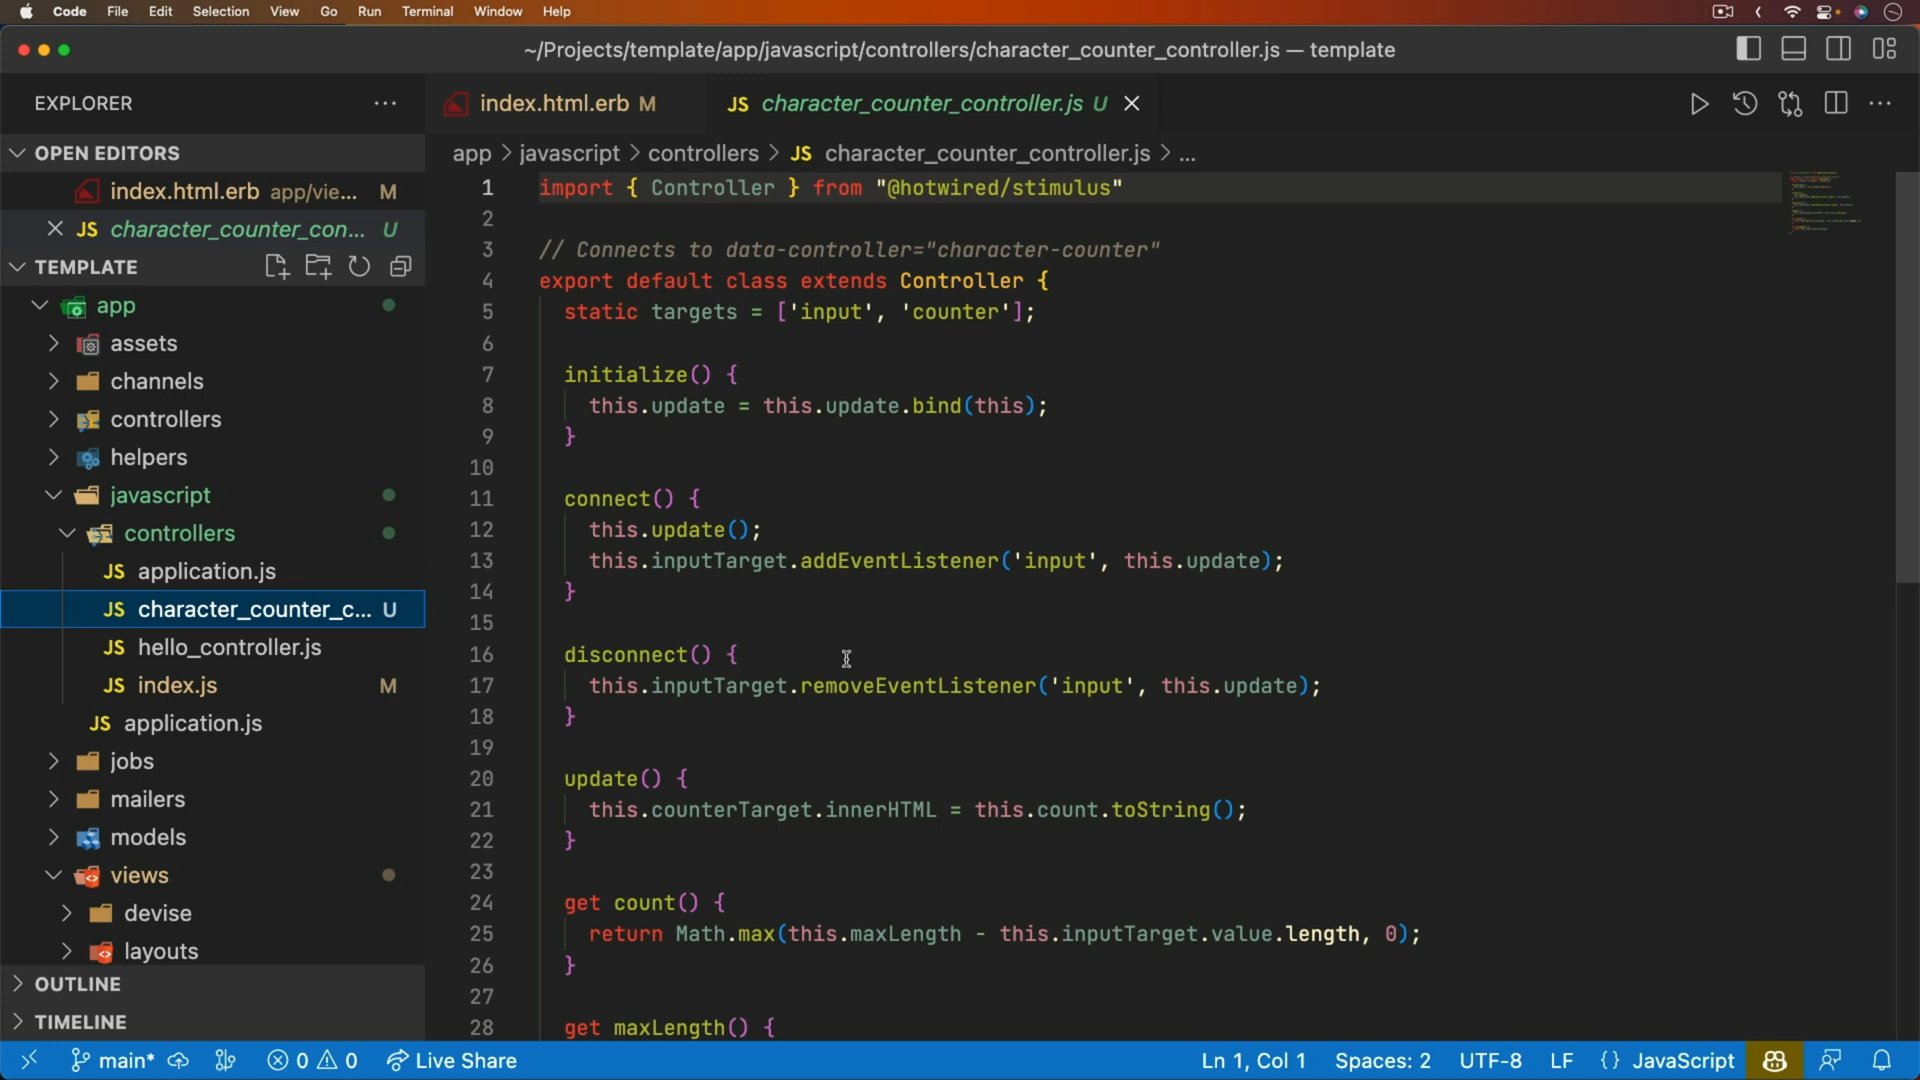 Code File Edit Selection View Go Run Terminal Window Help
~/Projects/template/app/javascript/controllers/character_counter_controller.js — template
EXPLORER
index.html.erb M
JS character_counter_controller.js U
OPEN EDITORS
index.html.erb app/vie... M
JS character_counter_con... U
TEMPLATE
app
assets
channels
controllers
helpers
javascript
controllers
JS application.js
JS character_counter_c... U
JS hello_controller.js
JS index.js M
JS application.js
jobs
mailers
models
views
devise
layouts
OUTLINE
TIMELINE
app > javascript > controllers > JS character_counter_controller.js > ...
1 import { Controller } from "@hotwired/stimulus"
2
3 // Connects to data-controller="character-counter"
4 export default class extends Controller {
5 static targets = ['input', 'counter'];
6
7 initialize() {
8 this.update = this.update.bind(this);
9 }
10
11 connect() {
12 this.update();
13 this.inputTarget.addEventListener('input', this.update);
14 }
15
16 disconnect() {
17 this.inputTarget.removeEventListener('input', this.update);
18 }
19
20 update() {
21 this.counterTarget.innerHTML = this.count.toString();
22 }
23
24 get count() {
25 return Math.max(this.maxLength - this.inputTarget.value.length, 0);
26 }
27
28 get maxLength() {
main* 0 0 Live Share Ln 1, Col 1 Spaces: 2 UTF-8 LF {} JavaScript